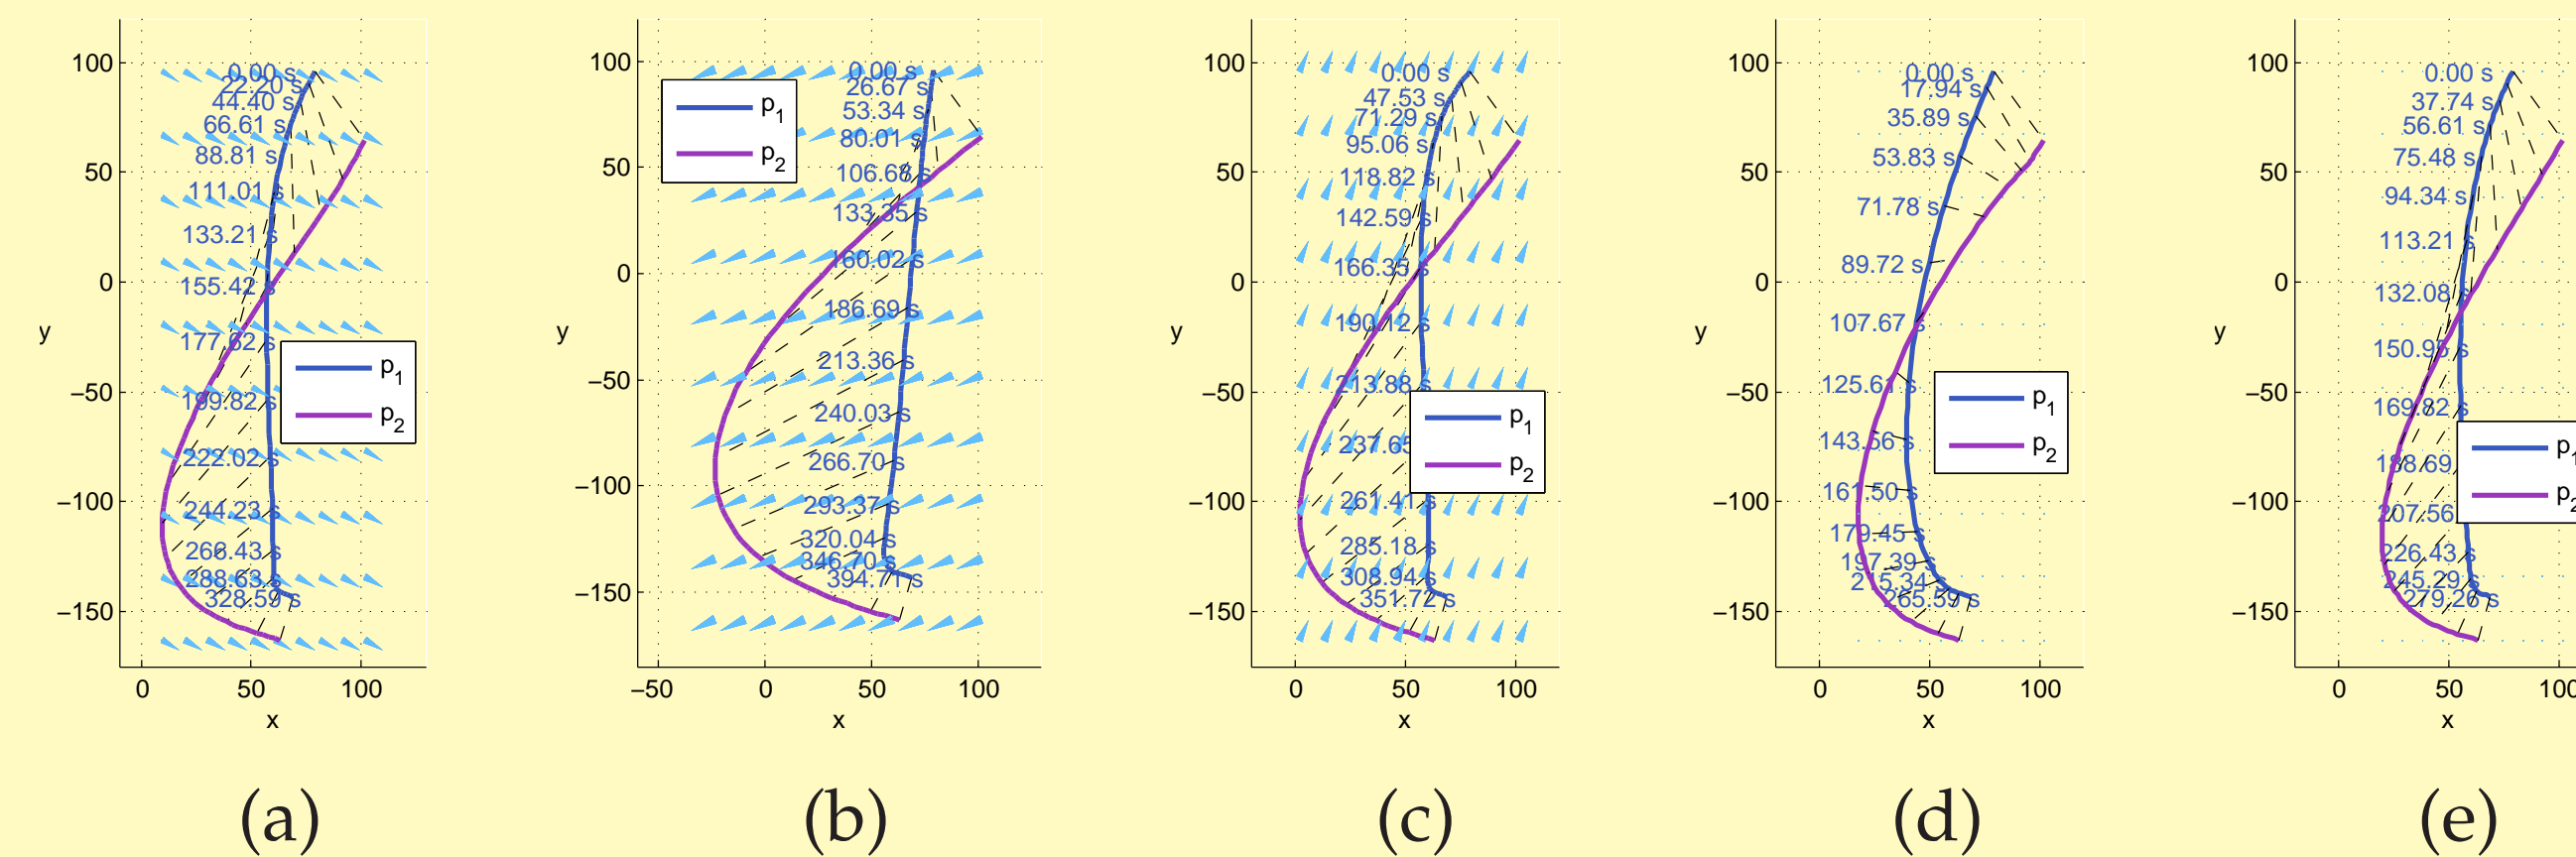 100
50
0
−50
−100
−150
y
0.00 s
22.20 s
44.40 s
66.61 s
88.81 s
111.01 s
133.21 s
155.42 s
177.62 s
199.82 s
222.02 s
244.23 s
266.43 s
288.63 s
328.59 s
p1
p2
0 50 100
x
(a)
100
50
0
−50
−100
−150
y
p1
p2
0.00 s
26.67 s
53.34 s
80.01 s
106.68 s
133.35 s
160.02 s
186.69 s
213.36 s
240.03 s
266.70 s
293.37 s
320.04 s
346.70 s
394.71 s
−50 0 50 100
x
(b)
100
50
0
−50
−100
−150
y
0.00 s
47.53 s
71.29 s
95.06 s
118.82 s
142.59 s
166.35 s
190.12 s
213.88 s
237.65
261.41 s
285.18 s
308.94 s
351.72 s
p1
p2
0 50 100
x
(c)
100
50
0
−50
−100
−150
y
0.00 s
17.94 s
35.89 s
53.83 s
71.78 s
89.72 s
107.67 s
125.61 s
143.56 s
161.50 s
179.45 s
197.39 s
215.34 s
265.59 s
p1
p2
0 50 100
x
(d)
100
50
0
−50
−100
−150
y
0.00 s
37.74 s
56.61 s
75.48 s
94.34 s
113.21 s
132.08 s
150.95 s
169.82 s
188.69
207.56
226.43 s
245.29 s
279.26 s
p1
p2
0 50 100
x
(e)